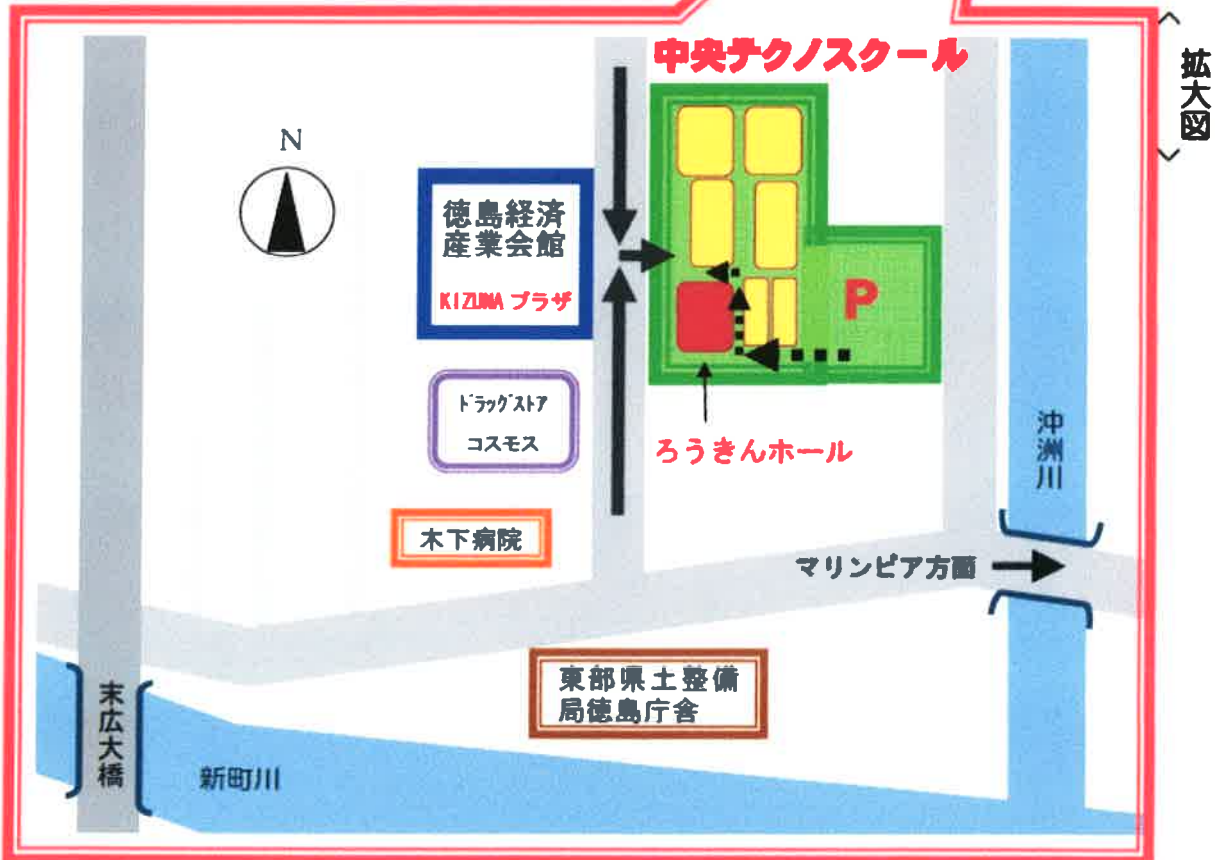 中央テクノスクール
〈拡大図〉
N
徳島経済
産業会館
KIZUNA プラザ
P
ドラッグストア
コスモス
ろうきんホール
沖洲川
木下病院
マリンピア方面
東部県土整備
局徳島庁舎
末広大橋
新町川